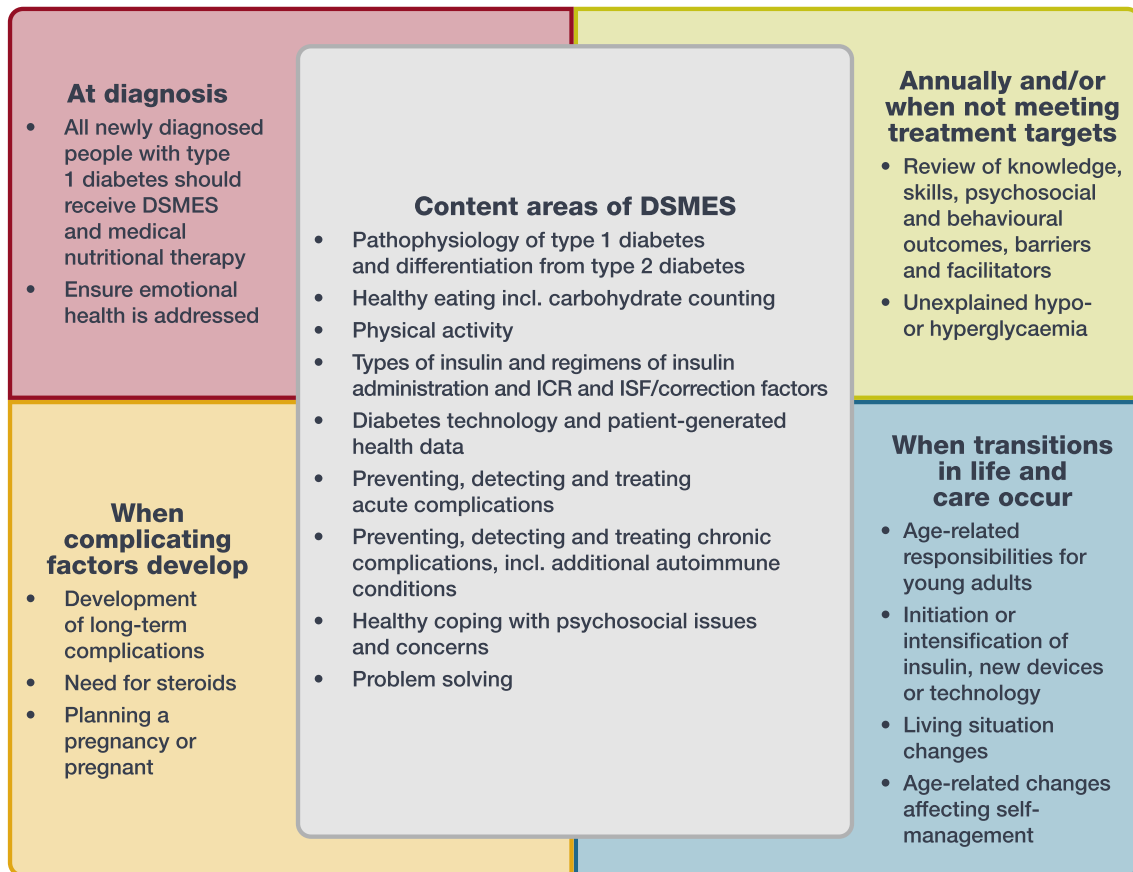 At diagnosis
• All newly diagnosed
people with type
1 diabetes should
receive DSMES
and medical
nutritional therapy
• Ensure emotional
health is addressed
Content areas of DSMES
• Pathophysiology of type 1 diabetes
and differentiation from type 2 diabetes
• Healthy eating incl. carbohydrate counting
• Physical activity
• Types of insulin and regimens of insulin
administration and ICR and ISF/correction factors
• Diabetes technology and patient-generated
health data
• Preventing, detecting and treating
acute complications
• Preventing, detecting and treating chronic
complications, incl. additional autoimmune
conditions
• Healthy coping with psychosocial issues
and concerns
• Problem solving
Annually and/or
when not meeting
treatment targets
• Review of knowledge,
skills, psychosocial
and behavioural
outcomes, barriers
and facilitators
• Unexplained hypo-
or hyperglycaemia
When
complicating
factors develop
• Development
of long-term
complications
• Need for steroids
• Planning a
pregnancy or
pregnant
When transitions
in life and
care occur
• Age-related
responsibilities for
young adults
• Initiation or
intensification of
insulin, new devices
or technology
• Living situation
changes
• Age-related changes
affecting self-
management